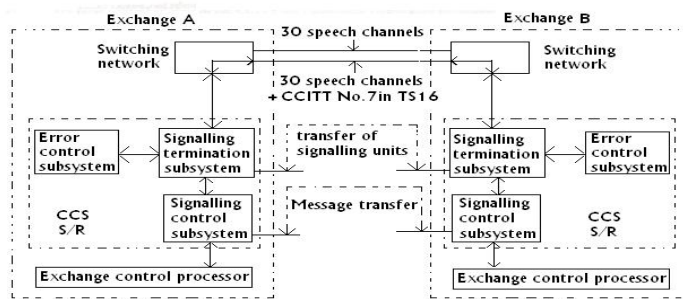 Exchange A
Exchange B
Switching
network
30 speech channels
30 speech channels
+ CCITT No.7in TS16
Switching
network
Error
control
subsystem
Signalling
termination
subsystem
transfer of
signalling units
Signalling
termination
subsystem
Error
control
subsystem
CCS
S/R
Signalling
control
subsystem
Message transfer
Signalling
control
subsystem
CCS
S/R
Exchange control processor
Exchange control processor